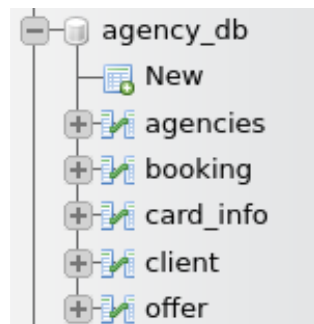 agency_db
New
agencies
booking
card_info
client
offer